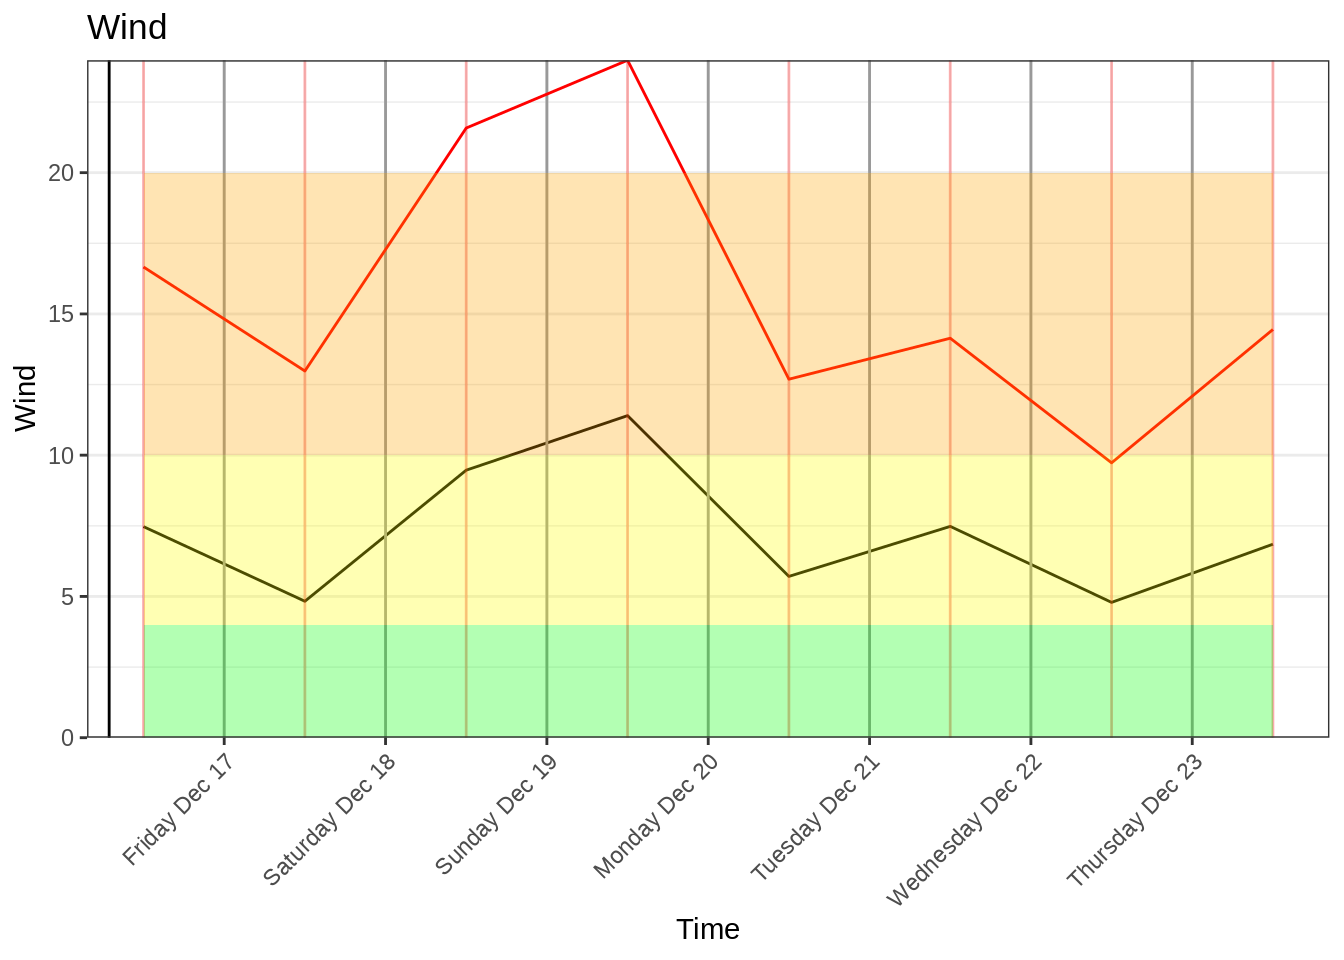 Wind
Wind
20
15
10
5
0
Friday Dec 17
Saturday Dec 18
Sunday Dec 19
Monday Dec 20
Tuesday Dec 21
Wednesday Dec 22
Thursday Dec 23
Time